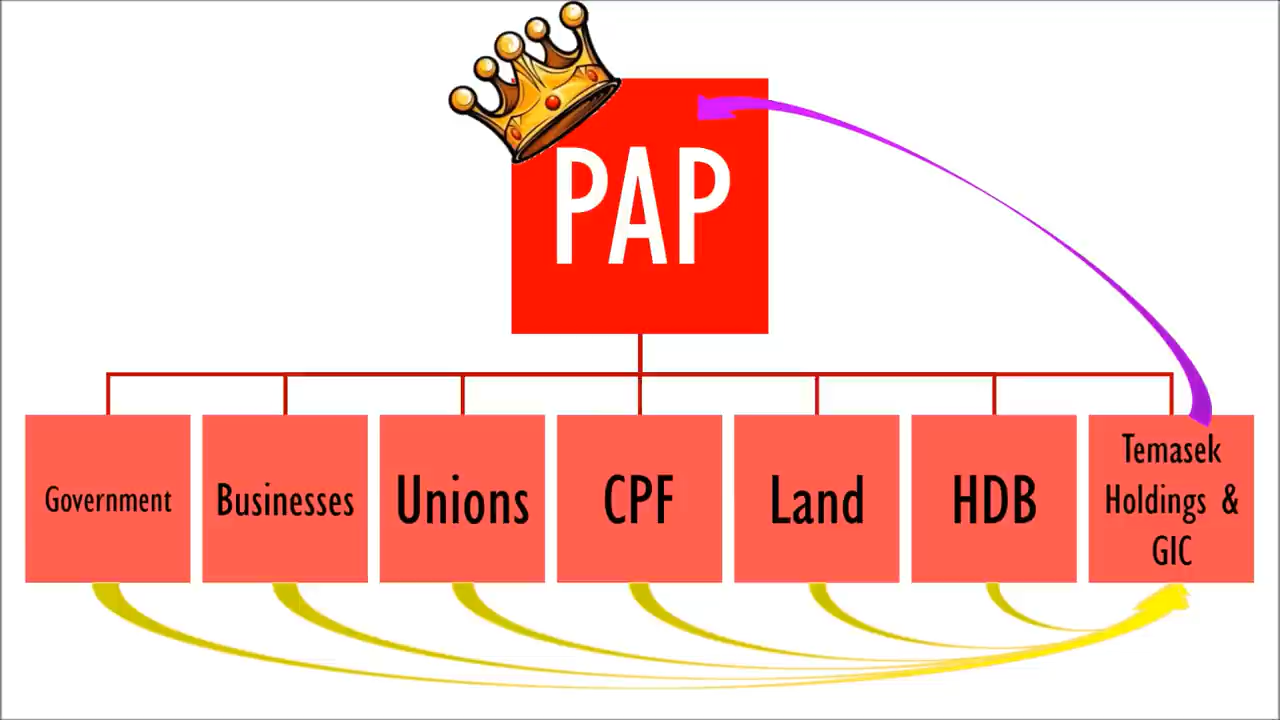 PAP
Government
Businesses
Unions
CPF
Land
HDB
Temasek
Holdings &
GIC